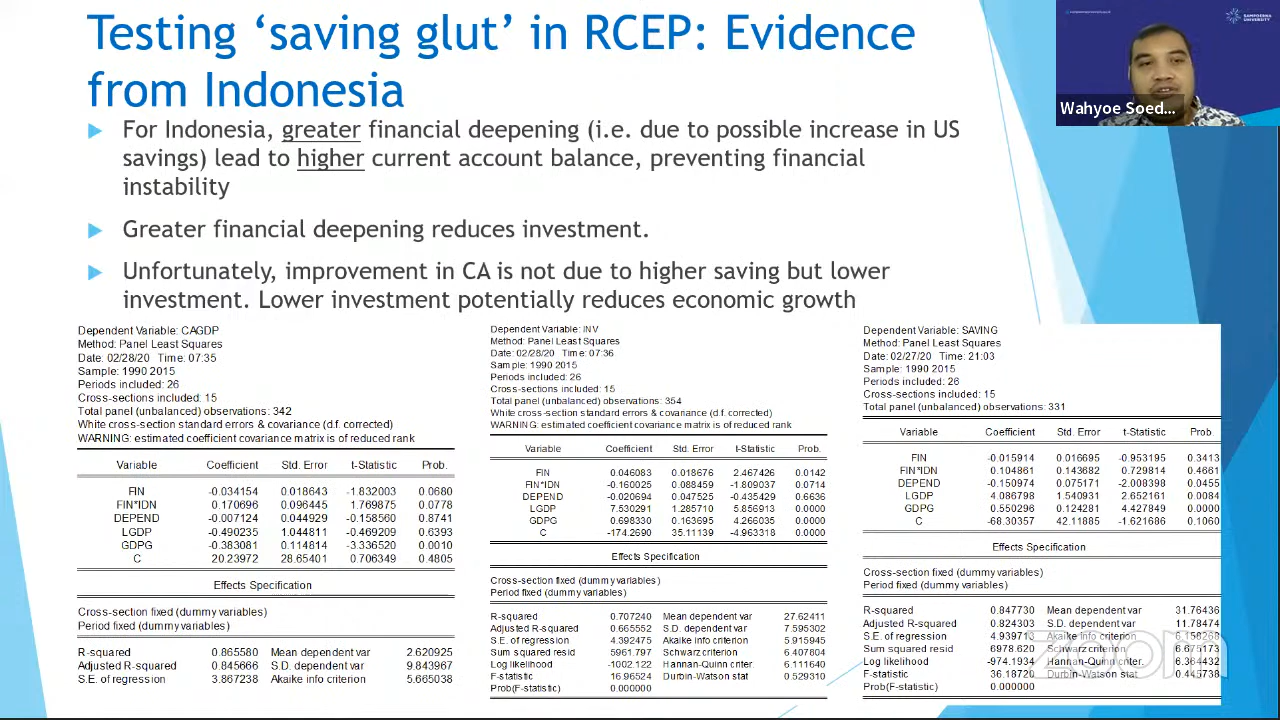 Testing ‘saving glut’ in RCEP: Evidence
from Indonesia
SAMPOERNA
UNIVERSITY
Wahyoe Soed...
For Indonesia, greater financial deepening (i.e. due to possible increase in US
savings) lead to higher current account balance, preventing financial
instability
Greater financial deepening reduces investment.
Unfortunately, improvement in CA is not due to higher saving but lower
investment. Lower investment potentially reduces economic growth
Dependent Variable: CAGDP
Method: Panel Least Squares
Date: 02/28/20 Time: 07:35
Sample: 1990 2015
Periods included: 26
Cross-sections included: 15
Total panel (unbalanced) observations: 342
White cross-section standard errors & covariance (d.f. corrected)
WARNING: estimated coefficient covariance matrix is of reduced rank
Variable Coefficient Std. Error t-Statistic Prob.
FIN -0.034154 0.018643 -1.832003 0.0680
FIN*IDN 0.170696 0.096445 1.769875 0.0778
DEPEND -0.007124 0.044929 -0.158560 0.8741
LGDP -0.490235 1.044811 -0.469209 0.6393
GDPG -0.383081 0.114814 -3.336520 0.0010
C 20.23972 28.65401 0.706349 0.4805
Effects Specification
Cross-section fixed (dummy variables)
Period fixed (dummy variables)
R-squared 0.865580 Mean dependent var 2.620925
Adjusted R-squared 0.845666 S.D. dependent var 9.843967
S.E. of regression 3.867238 Akaike info criterion 5.665038
Dependent Variable: INV
Method: Panel Least Squares
Date: 02/28/20 Time: 07:36
Sample: 1990 2015
Periods included: 26
Cross-sections included: 15
Total panel (unbalanced) observations: 354
White cross-section standard errors & covariance (d.f. corrected)
WARNING: estimated coefficient covariance matrix is of reduced rank
Variable Coefficient Std. Error t-Statistic Prob.
FIN 0.046083 0.018676 2.467426 0.0142
FIN*IDN -0.160025 0.088459 -1.809037 0.0714
DEPEND -0.020694 0.047525 -0.435429 0.6636
LGDP 7.530291 1.285710 5.856913 0.0000
GDPG 0.698330 0.163695 4.266035 0.0000
C -174.2690 35.11139 -4.963318 0.0000
Effects Specification
Cross-section fixed (dummy variables)
Period fixed (dummy variables)
R-squared 0.707240 Mean dependent var 27.62411
Adjusted R-squared 0.665552 S.D. dependent var 7.595302
S.E. of regression 4.392475 Akaike info criterion 5.915945
Sum squared resid 5961.797 Schwarz criterion 6.407804
Log likelihood -1002.122 Hannan-Quinn criter. 6.111640
F-statistic 16.96524 Durbin-Watson stat 0.529310
Prob(F-statistic) 0.000000
Dependent Variable: SAVING
Method: Panel Least Squares
Date: 02/27/20 Time: 21:03
Sample: 1990 2015
Periods included: 26
Cross-sections included: 15
Total panel (unbalanced) observations: 331
Variable Coefficient Std. Error t-Statistic Prob.
FIN -0.015914 0.016695 -0.953195 0.3413
FIN*IDN 0.104861 0.143682 0.729814 0.4661
DEPEND -0.150974 0.075171 -2.008398 0.0455
LGDP 4.086798 1.540931 2.652161 0.0084
GDPG 0.550296 0.124281 4.427849 0.0000
C -68.30357 42.11885 -1.621686 0.1060
Effects Specification
Cross-section fixed (dummy variables)
Period fixed (dummy variables)
R-squared 0.847730 Mean dependent var 31.76436
Adjusted R-squared 0.824303 S.D. dependent var 11.78474
S.E. of regression 4.939713 Akaike info criterion 6.158268
Sum squared resid 6978.620 Schwarz criterion 6.675173
Log likelihood -974.1934 Hannan-Quinn criter. 6.364432
F-statistic 36.18720 Durbin-Watson stat 0.445738
Prob(F-statistic) 0.000000
zoom